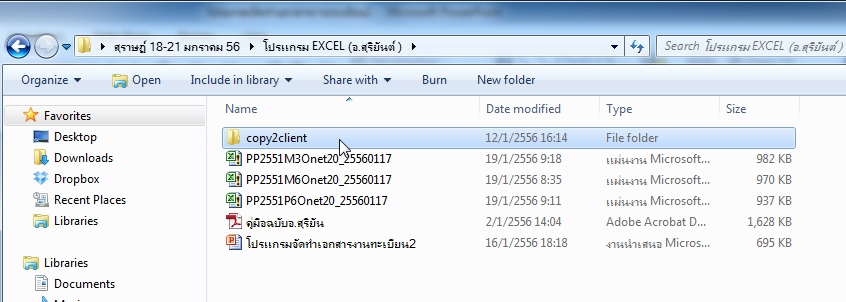 สุราษฏ์ 18-21 มกราคม 56 ▸ โปรแกรม EXCEL (อ.สุริยันต์ ) ▸ Search โปรแกรม EXCEL (อ.สุริยันต์ )
Organize Open Include in library Share with Burn New folder
Name Date modified Type Size
Favorites
Desktop
Downloads
Dropbox
Recent Places
Libraries
Libraries
Documents
copy2client 12/1/2556 16:14 File folder
PP2551M3Onet20_25560117 19/1/2556 9:18 แผ่นงาน Microsoft... 982 KB
PP2551M6Onet20_25560117 19/1/2556 8:35 แผ่นงาน Microsoft... 970 KB
PP2551P6Onet20_25560117 19/1/2556 9:11 แผ่นงาน Microsoft... 937 KB
คู่มือฉบับอ.สุริยัน 2/1/2556 14:04 Adobe Acrobat D... 1,628 KB
โปรแกรมจัดทำเอกสารงานทะเบียน2 16/1/2556 18:18 งานนำเสนอ Micros... 695 KB